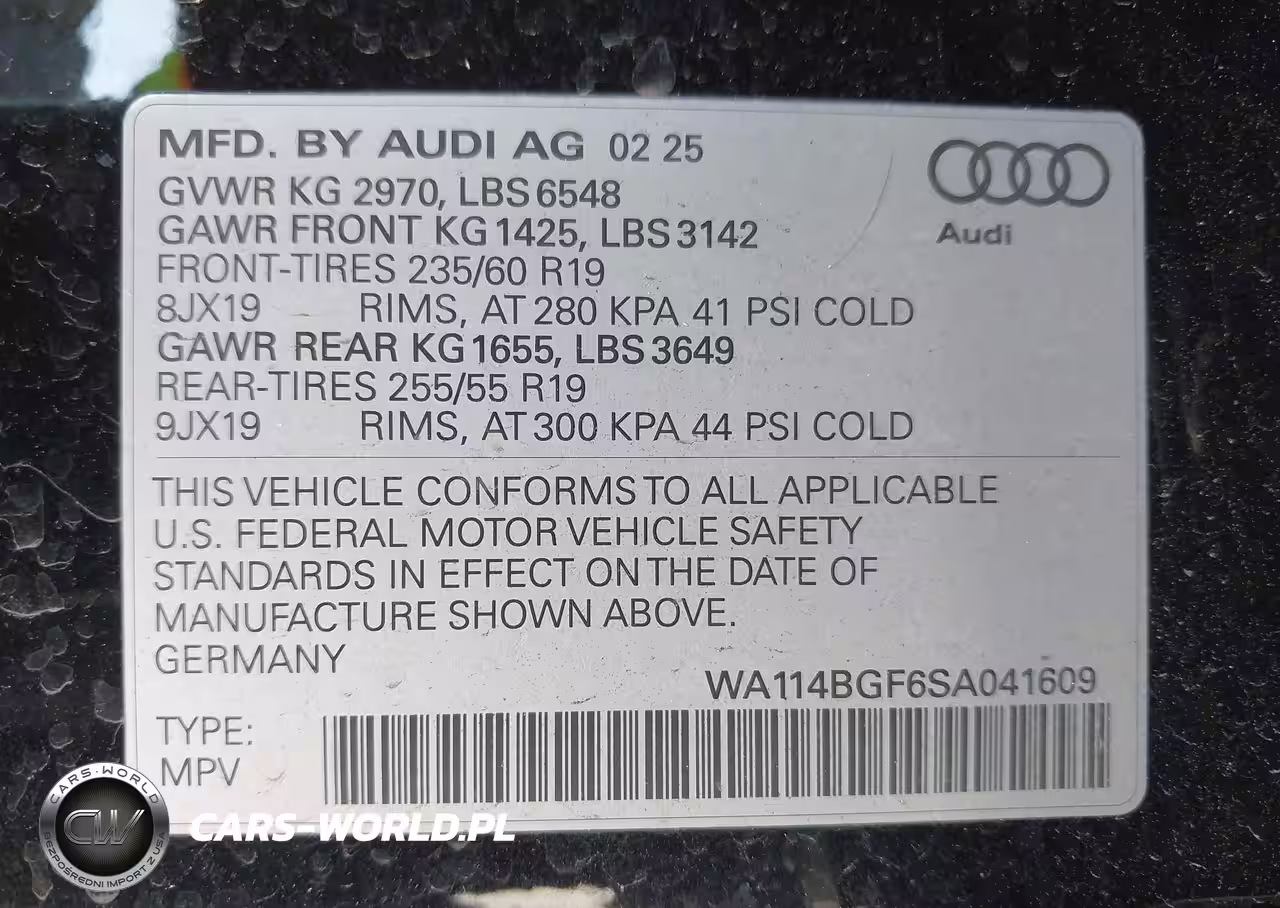 MFD. BY AUDI AG 02 25
GVWR KG 2970, LBS 6548
GAWR FRONT KG 1425, LBS 3142
FRONT-TIRES 235/60 R19
8JX19 RIMS, AT 280 KPA 41 PSI COLD
GAWR REAR KG 1655, LBS 3649
REAR-TIRES 255/55 R19
9JX19 RIMS, AT 300 KPA 44 PSI COLD
Audi
THIS VEHICLE CONFORMS TO ALL APPLICABLE
U.S. FEDERAL MOTOR VEHICLE SAFETY
STANDARDS IN EFFECT ON THE DATE OF
MANUFACTURE SHOWN ABOVE.
GERMANY
WA114BGF6SA041609
TYPE:
MPV
CARS-WORLD
CW
BEZPOŚREDNI IMPORT Z USA
CARS-WORLD.PL